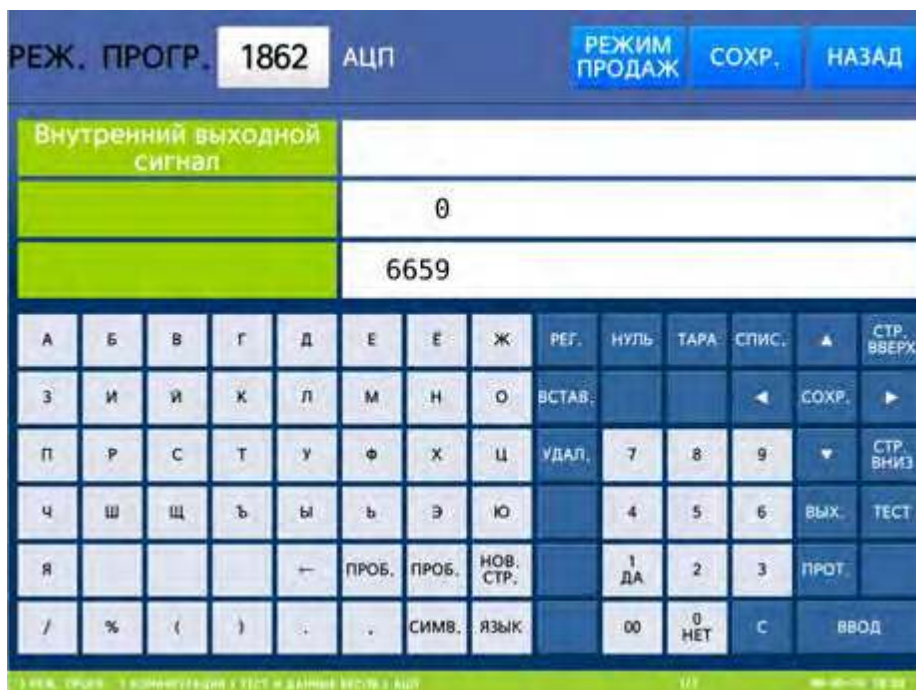 РЕЖ. ПРОГР. 1862 АЦП РЕЖИМ ПРОДАЖ СОХР. НАЗАД
Внутренний выходной
сигнал
0
6659
А Б В Г Д Е Ё Ж РЕГ. НУЛЬ ТАРА СПИС. ▲ СТР. ВВЕРХ
З И Й К Л М Н О ВСТАВ. ◄ СОХР. ►
П Р С Т У Ф Х Ц УДАЛ. 7 8 9 ▼ СТР. ВНИЗ
Ч Ш Щ Ъ Ы Ь Э Ю 4 5 6 ВЫХ. ТЕСТ
Я ← ПРОБ. ПРОБ. НОВ. СТР. 1 ДА 2 3 ПРОТ.
/ % ( ) . , СИМВ. ЯЗЫК 00 0 НЕТ С ВВОД
1/1